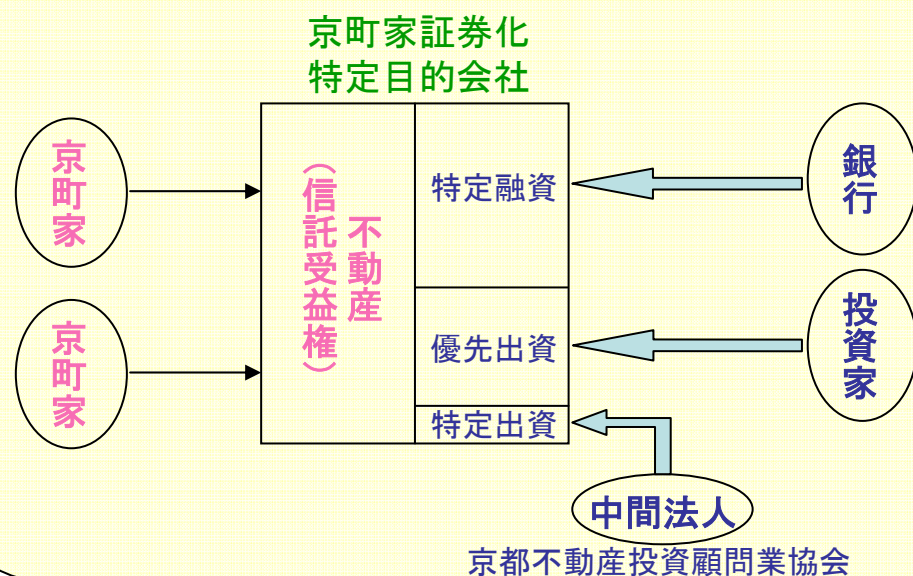 京町家証券化
特定目的会社
京町家
京町家
不動産
（信託受益権）
特定融資
優先出資
特定出資
銀行
投資家
中間法人
京都不動産投資顧問業協会